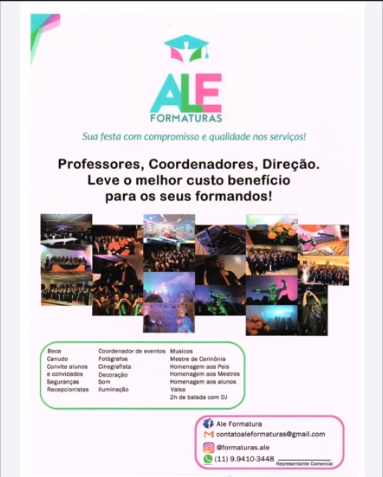 ALE
FORMATURAS
Sua festa com compromisso e qualidade nos serviços!
Professores, Coordenadores, Direção.
Leve o melhor custo benefício
para os seus formandos!
Beca
Canudo
Convite alunos
e convidados
Seguranças
Recepcionistas
Coordenador de eventos
Fotógrafos
Cinegrafista
Decoração
Som
Iluminação
Musicos
Mestre de Cerinônia
Homenagem aos Pais
Homenagem aos Mestres
Homenagem aos alunos
Valsa
2h de balada com DJ
Ale Formatura
contatoaleformaturas@gmail.com
@formaturas.ale
(11) 9.9410-3448
Representante Comercial